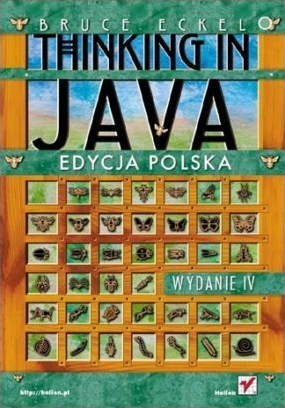 BRUCE ECKEL
THINKING IN
JAVA
EDYCJA POLSKA
WYDANIE IV
http://helion.pl
Helion